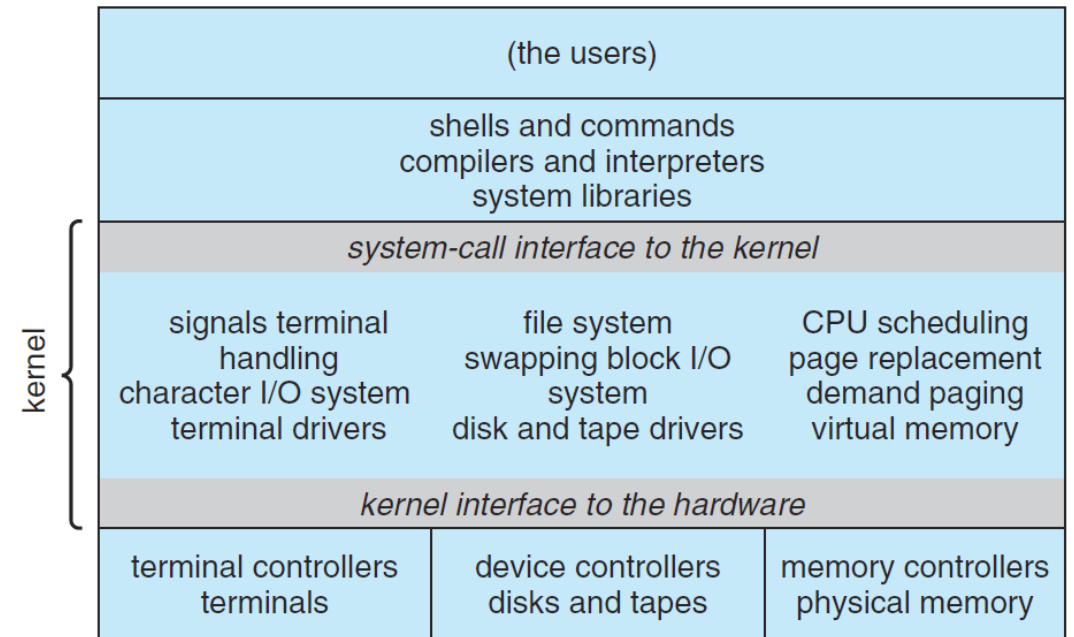 (the users)
shells and commands
compilers and interpreters
system libraries
kernel
system-call interface to the kernel
signals terminal
handling
character I/O system
terminal drivers
file system
swapping block I/O
system
disk and tape drivers
CPU scheduling
page replacement
demand paging
virtual memory
kernel interface to the hardware
terminal controllers
terminals
device controllers
disks and tapes
memory controllers
physical memory